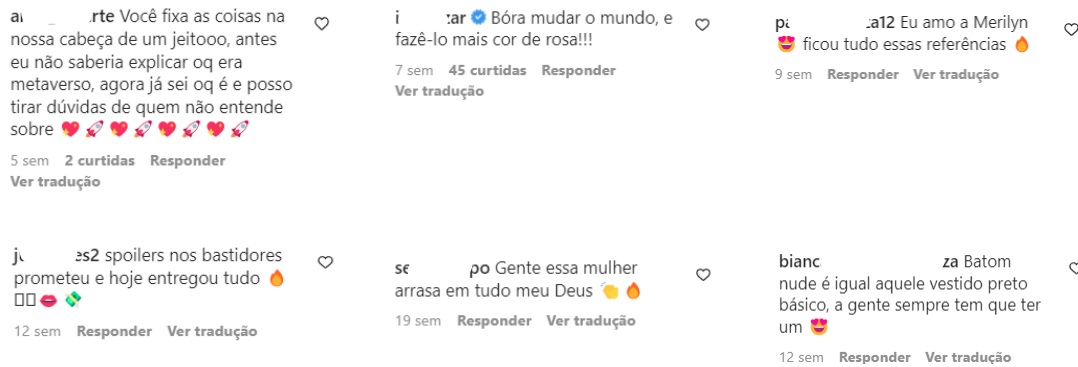 Você fixa as coisas na
nossa cabeça de um jeitooo, antes
eu não saberia explicar oq era
metaverso, agora já sei oq é e posso
tirar dúvidas de quem não entende
sobre 💖🚀💖🚀💖🚀💖🚀
5 sem 2 curtidas Responder
Ver tradução
Bóra mudar o mundo, e
fazê-lo mais cor de rosa!!!
7 sem 45 curtidas Responder
Ver tradução
Eu amo a Merilyn
😍 ficou tudo essas referências 🔥
9 sem Responder Ver tradução
spoilers nos bastidores
prometeu e hoje entregou tudo 🔥
👄 💸
12 sem Responder Ver tradução
Gente essa mulher
arrasa em tudo meu Deus 👏🔥
19 sem Responder Ver tradução
Batom
nude é igual aquele vestido preto
básico, a gente sempre tem que ter
um 😍
12 sem Responder Ver tradução